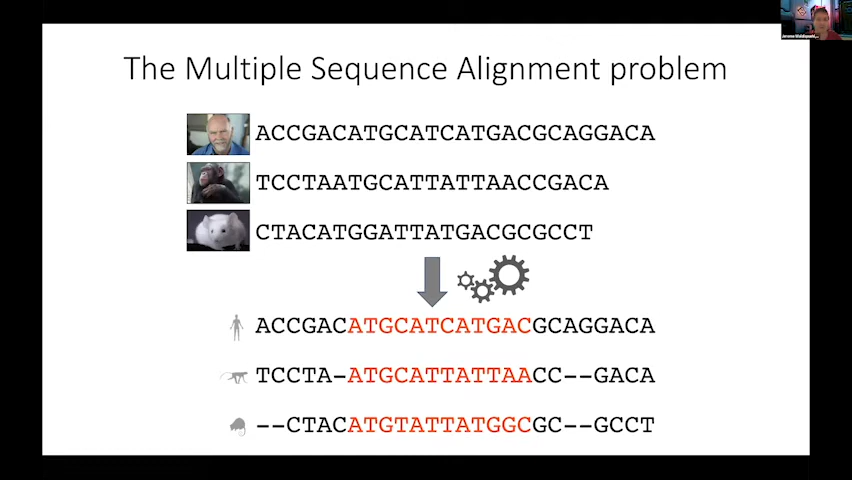 The Multiple Sequence Alignment problem
ACCGACATGCATCATGACGCAGGACA
TCCTAATGCATTATTAACCGACA
CTACATGGATTATGACGCGCCT
ACCGACATGCATCATGACGCAGGACA
TCCTA-ATGCATTATTAACC--GACA
--CTACATGTATTATGGCGC--GCCT